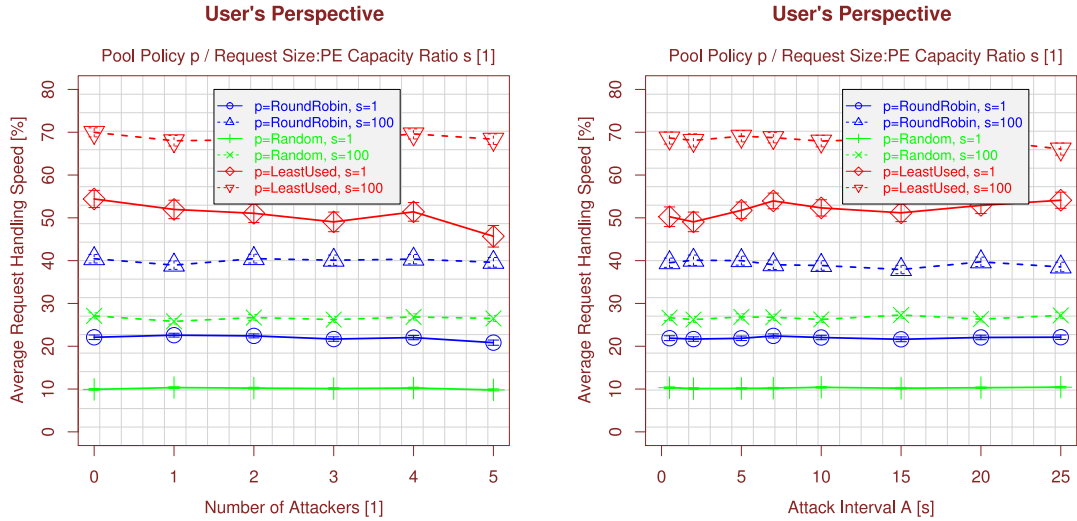 User's Perspective
Pool Policy p / Request Size:PE Capacity Ratio s [1]
Average Request Handling Speed [%]
80
70
60
50
40
30
20
10
0
p=RoundRobin, s=1
p=RoundRobin, s=100
p=Random, s=1
p=Random, s=100
p=LeastUsed, s=1
p=LeastUsed, s=100
0 1 2 3 4 5
Number of Attackers [1]
User's Perspective
Pool Policy p / Request Size:PE Capacity Ratio s [1]
Average Request Handling Speed [%]
80
70
60
50
40
30
20
10
0
p=RoundRobin, s=1
p=RoundRobin, s=100
p=Random, s=1
p=Random, s=100
p=LeastUsed, s=1
p=LeastUsed, s=100
0 5 10 15 20 25
Attack Interval A [s]